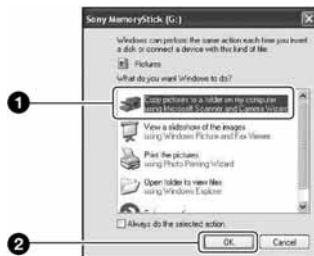 Sony MemoryStick (G:)
Windows can perform the same action each time you insert
a disk or connect a device with this kind of file:
Pictures
What do you want Windows to do?
1
Copy pictures to a folder on my computer
using Microsoft Scanner and Camera Wizard
View a slideshow of the images
using Windows Picture and Fax Viewer
Print the pictures
using Photo Printing Wizard
Open folder to view files
using Windows Explorer
Always do the selected action.
2
OK
Cancel